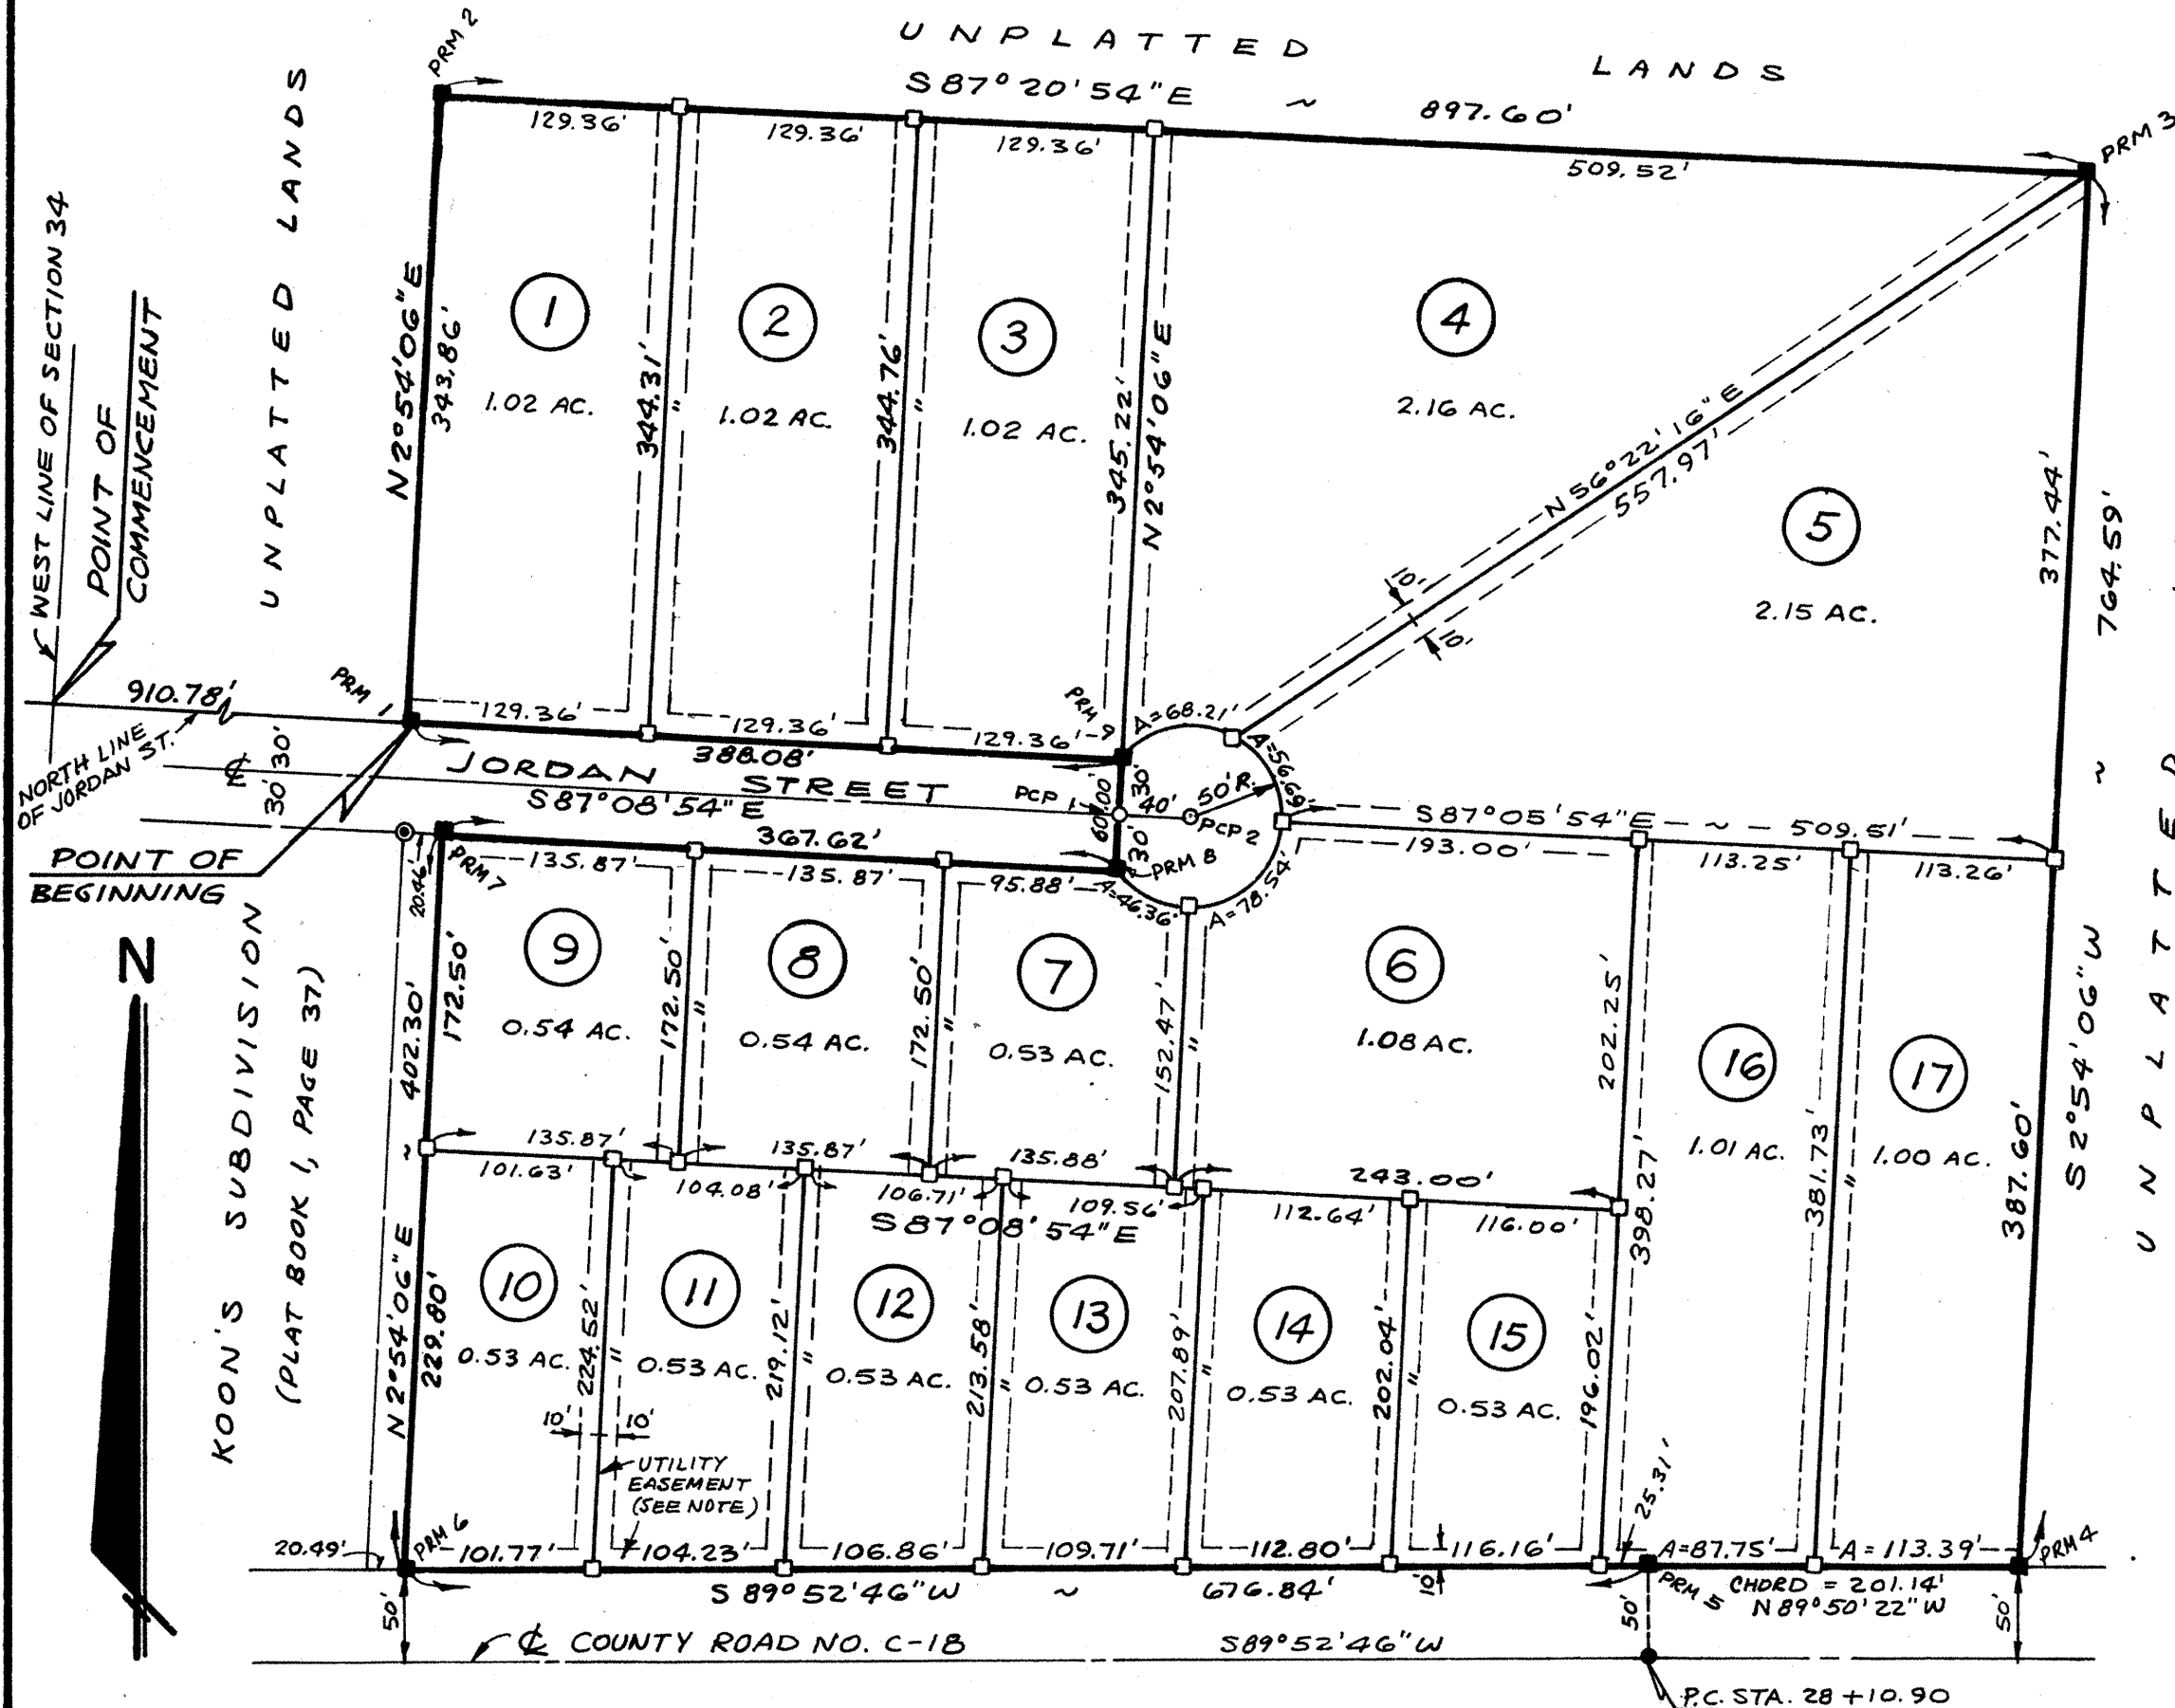 UNPLATTED LANDS
S 87° 20' 54" E ~ 897.60'
PRM 2
PRM 3
129.36'
129.36'
129.36'
509.52'
UNPLATTED LANDS
WEST LINE OF SECTION 34
POINT OF
COMMENCEMENT
N 2° 54' 06" E
343.86'
1
1.02 AC.
344.31'
"
2
1.02 AC.
344.76'
"
3
1.02 AC.
345.22'
N 2° 54' 06" E
4
2.16 AC.
N 56° 22' 16" E
557.97'
10'
10'
5
2.15 AC.
377.44'
764.59'
~
S 2° 54' 06" W
UNPLATTED
910.78'
NORTH LINE
OF JORDAN ST.
PRM 1
129.36'
129.36'
129.36'
PRM 9
388.08'
30'
30'
℄
JORDAN STREET
S 87° 08' 54" E
PCP 1
60.00'
30'
30'
40'
50' R.
PCP 2
A=68.21'
A=56.69'
A=78.54'
A=46.36'
PRM 8
S 87° 05' 54" E ~ 509.51'
193.00'
113.25'
113.26'
POINT OF
BEGINNING
PRM 7
20.46'
367.62'
135.87'
135.87'
95.88'
N
KOON'S SUBDIVISION
(PLAT BOOK 1, PAGE 37)
N 2° 54' 06" E ~ 402.30'
172.50'
9
0.54 AC.
172.50'
"
8
0.54 AC.
172.50'
"
7
0.53 AC.
152.47'
"
6
1.08 AC.
202.25'
16
1.01 AC.
398.27'
381.73'
"
17
1.00 AC.
387.60'
135.87'
135.87'
135.88'
243.00'
101.63'
104.08'
106.71'
109.56'
112.64'
116.00'
S 87° 08' 54" E
229.80'
10
0.53 AC.
224.52'
"
11
0.53 AC.
219.12'
"
12
0.53 AC.
213.58'
"
13
0.53 AC.
207.89'
"
14
0.53 AC.
202.04'
"
15
0.53 AC.
196.02'
10'
10'
UTILITY
EASEMENT
(SEE NOTE)
25.31'
20.49'
PRM 6
101.77'
104.23'
106.86'
109.71'
112.80'
116.16'
A=87.75'
A=113.39'
PRM 4
S 89° 52' 46" W ~ 676.84'
10'
PRM 5
CHORD = 201.14'
N 89° 50' 22" W
50'
50'
50'
℄ COUNTY ROAD NO. C-18
S 89° 52' 46" W
P.C. STA. 28 + 10.90